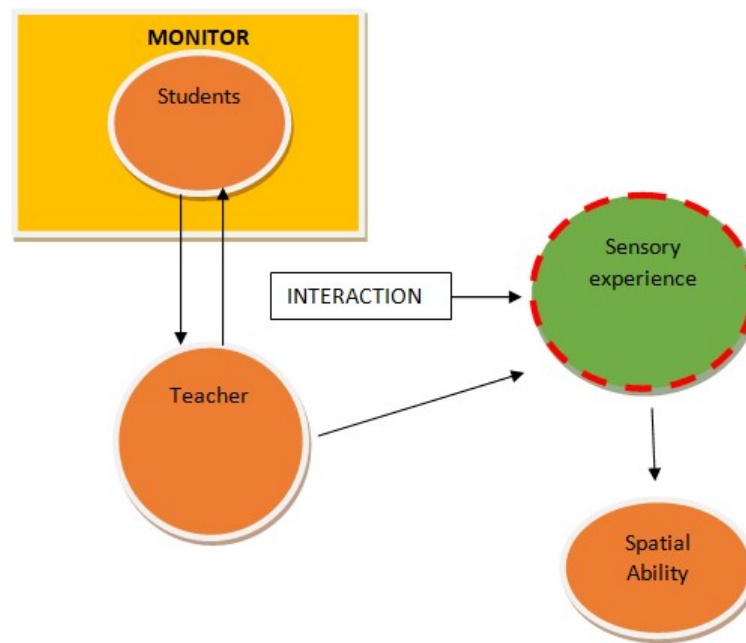 MONITOR
Students
Sensory
experience
INTERACTION
Teacher
Spatial
Ability